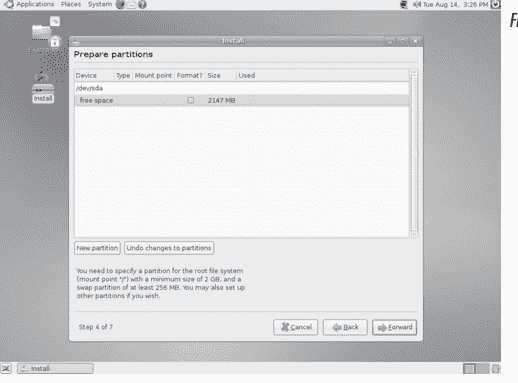 Applications Places System
Tue Aug 14, 3:26 PM
Install
Prepare partitions
Device Type Mount point Format? Size Used
/dev/sda
free space 2147 MB
install
New partition Undo changes to partitions
You need to specify a partition for the root file system
(mount point "/") with a minimum size of 2 GB, and a
swap partition of at least 256 MB. You may also set up
other partitions if you wish.
Step 4 of 7
Cancel Back Forward
Install